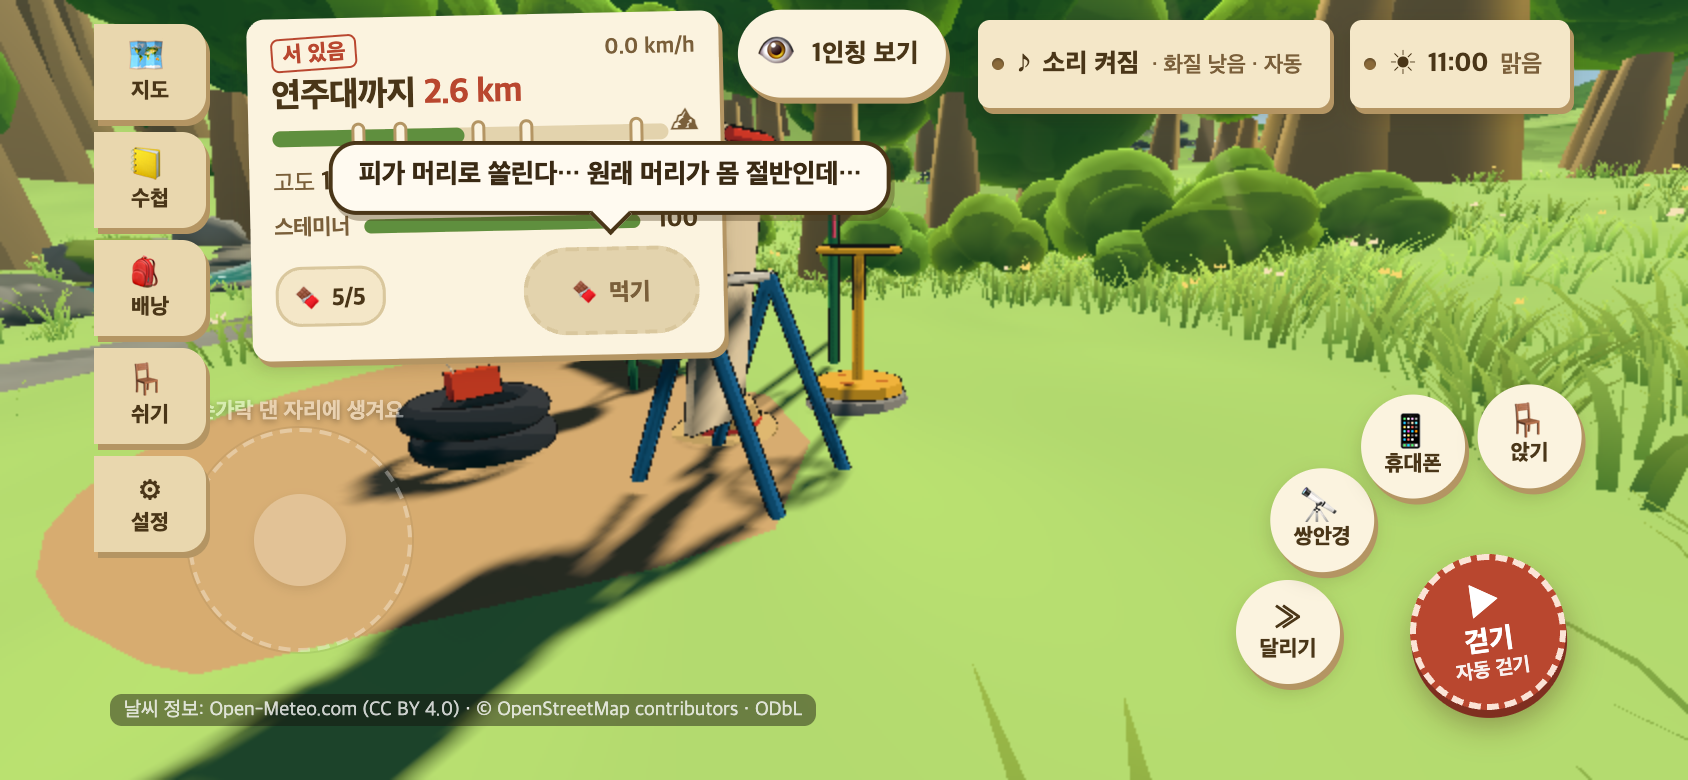 지도
수첩
배낭
쉬기
설정
서 있음
0.0 km/h
연주대까지 2.6 km
피가 머리로 쏠린다… 원래 머리가 몸 절반인데…
고도 1
스테미너
100
5/5
먹기
1인칭 보기
♪ 소리 켜짐 · 화질 낮음 · 자동
11:00 맑음
손가락 댄 자리에 생겨요
휴대폰
앉기
쌍안경
달리기
걷기
자동 걷기
날씨 정보: Open-Meteo.com (CC BY 4.0) · © OpenStreetMap contributors · ODbL